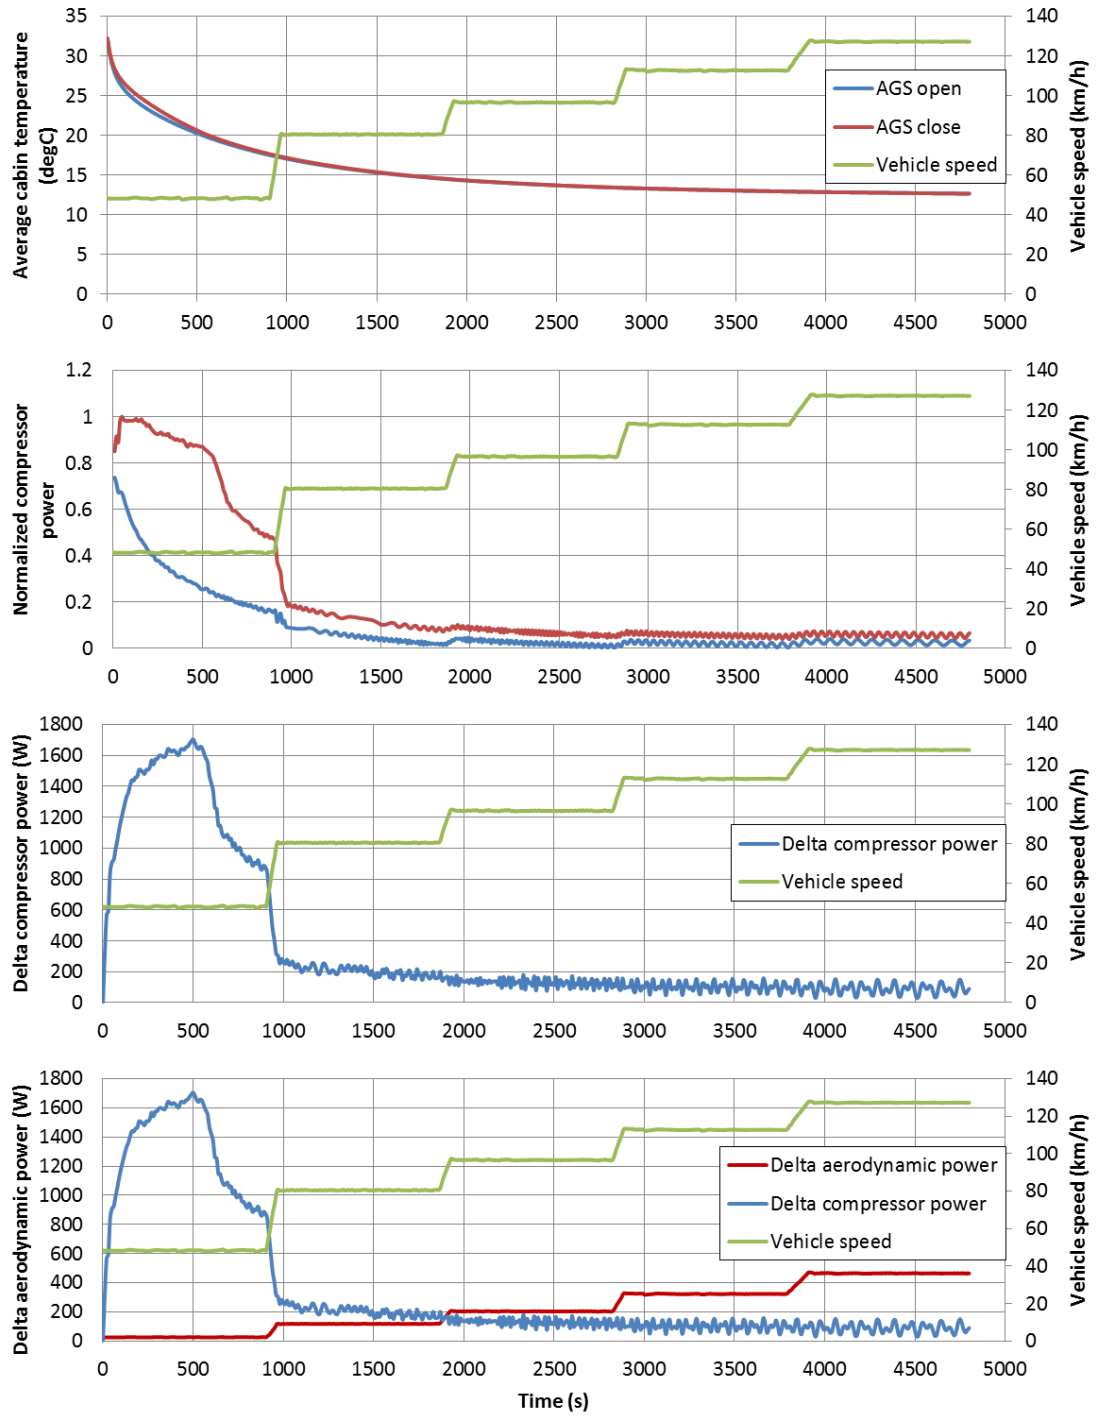 Average cabin temperature
(degC)
35
30
25
20
15
10
5
0
140
120
100
80
60
40
20
0
Vehicle speed (km/h)
AGS open
AGS close
Vehicle speed
0 500 1000 1500 2000 2500 3000 3500 4000 4500 5000
Normalized compressor
power
1.2
1
0.8
0.6
0.4
0.2
0
140
120
100
80
60
40
20
0
Vehicle speed (km/h)
0 500 1000 1500 2000 2500 3000 3500 4000 4500 5000
Delta compressor power (W)
1800
1600
1400
1200
1000
800
600
400
200
0
140
120
100
80
60
40
20
0
Vehicle speed (km/h)
Delta compressor power
Vehicle speed
0 500 1000 1500 2000 2500 3000 3500 4000 4500 5000
Delta aerodynamic power (W)
1800
1600
1400
1200
1000
800
600
400
200
0
140
120
100
80
60
40
20
0
Vehicle speed (km/h)
Delta aerodynamic power
Delta compressor power
Vehicle speed
0 500 1000 1500 2000 2500 3000 3500 4000 4500 5000
Time (s)